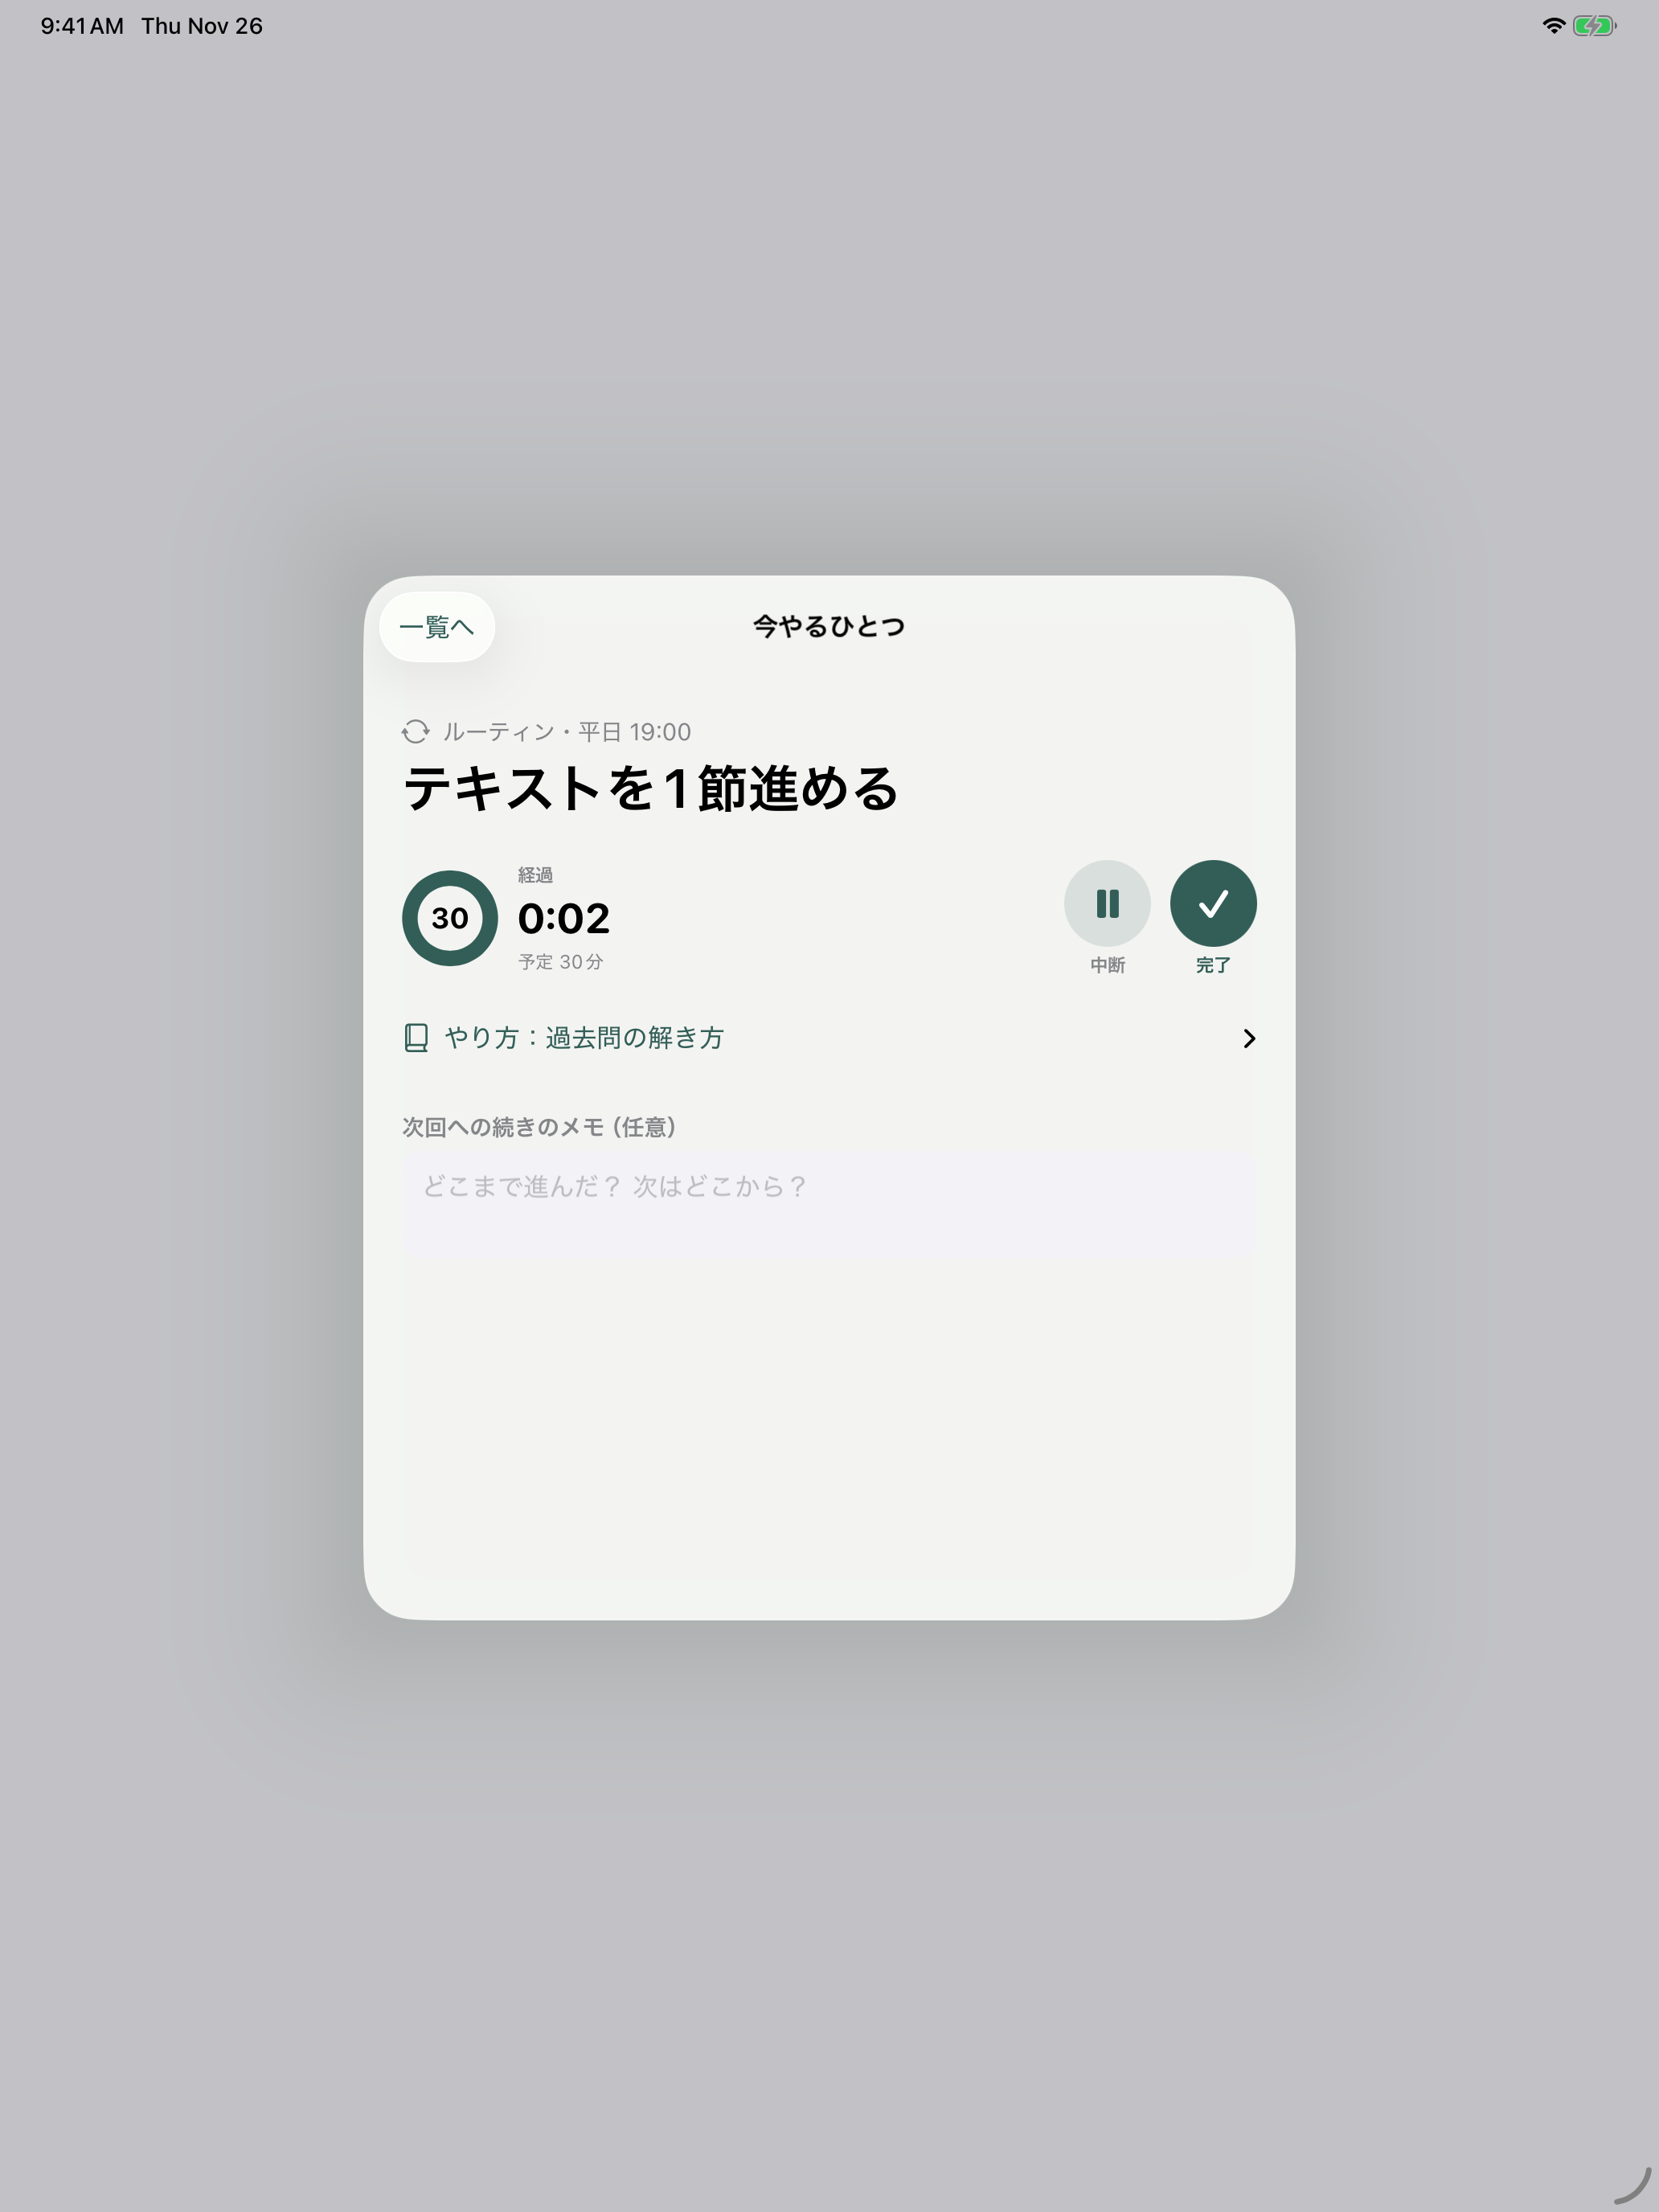 9:41 AM Thu Nov 26
一覧へ
今やるひとつ
ルーティン・平日 19:00
テキストを1節進める
30
経過
0:02
予定 30分
中断
完了
やり方：過去問の解き方
次回への続きのメモ（任意）
どこまで進んだ？ 次はどこから？